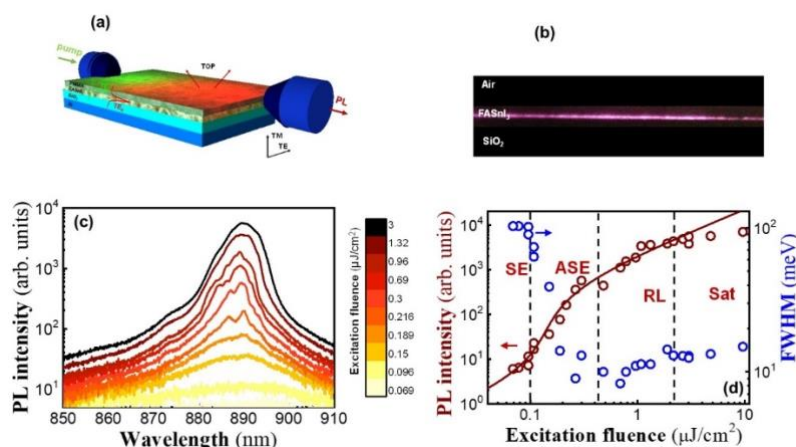 (a)
pump
TOP
PL
TM
TE
(b)
Air
FASnI3
SiO2
(c)
PL intensity (arb. units)
10^4
10^3
10^2
10^1
850 860 870 880 890 900 910
Wavelength (nm)
Excitation fluence (μJ/cm^2)
3
1.32
0.96
0.69
0.3
0.216
0.189
0.15
0.096
0.069
PL intensity (arb. units)
10^4
10^3
10^2
10^1
10^0
SE
ASE
RL
Sat
(d)
0.1 1 10
Excitation fluence (μJ/cm^2)
10^2
10^1
FWHM
(meV)